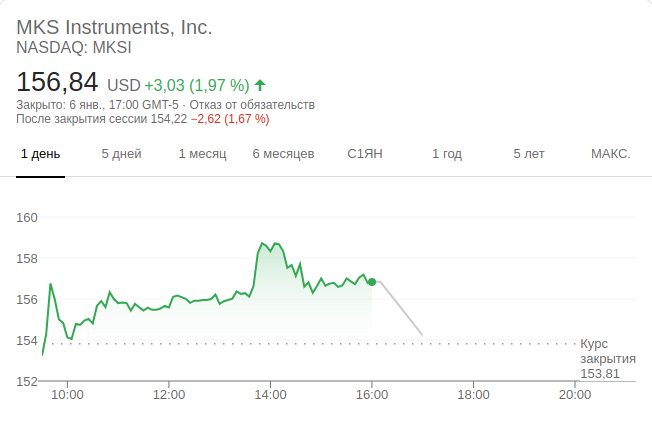 MKS Instruments, Inc.
NASDAQ: MKSI
156,84 USD +3,03 (1,97 %)
Закрыто: 6 янв., 17:00 GMT-5 · Отказ от обязательств
После закрытия сессии 154,22 −2,62 (1,67 %)
1 день 5 дней 1 месяц 6 месяцев С1ЯН 1 год 5 лет МАКС.
160
158
156
154
Курс
закрытия
153,81
152
10:00 12:00 14:00 16:00 18:00 20:00